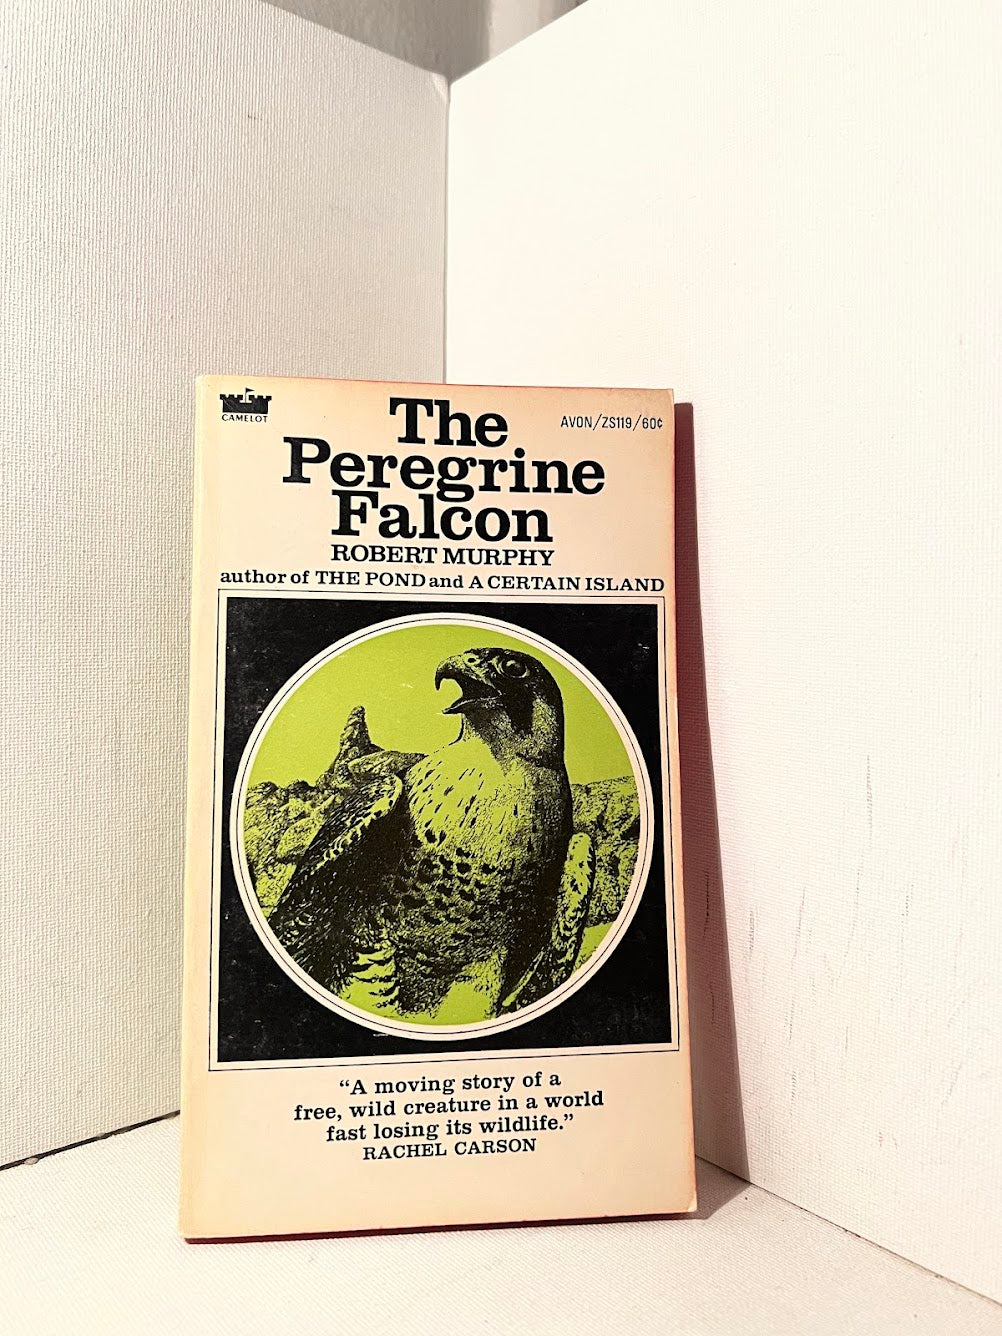 CAMELOT
AVON/ZS119/60¢
The
Peregrine
Falcon
ROBERT MURPHY
author of THE POND and A CERTAIN ISLAND
“A moving story of a
free, wild creature in a world
fast losing its wildlife.”
RACHEL CARSON